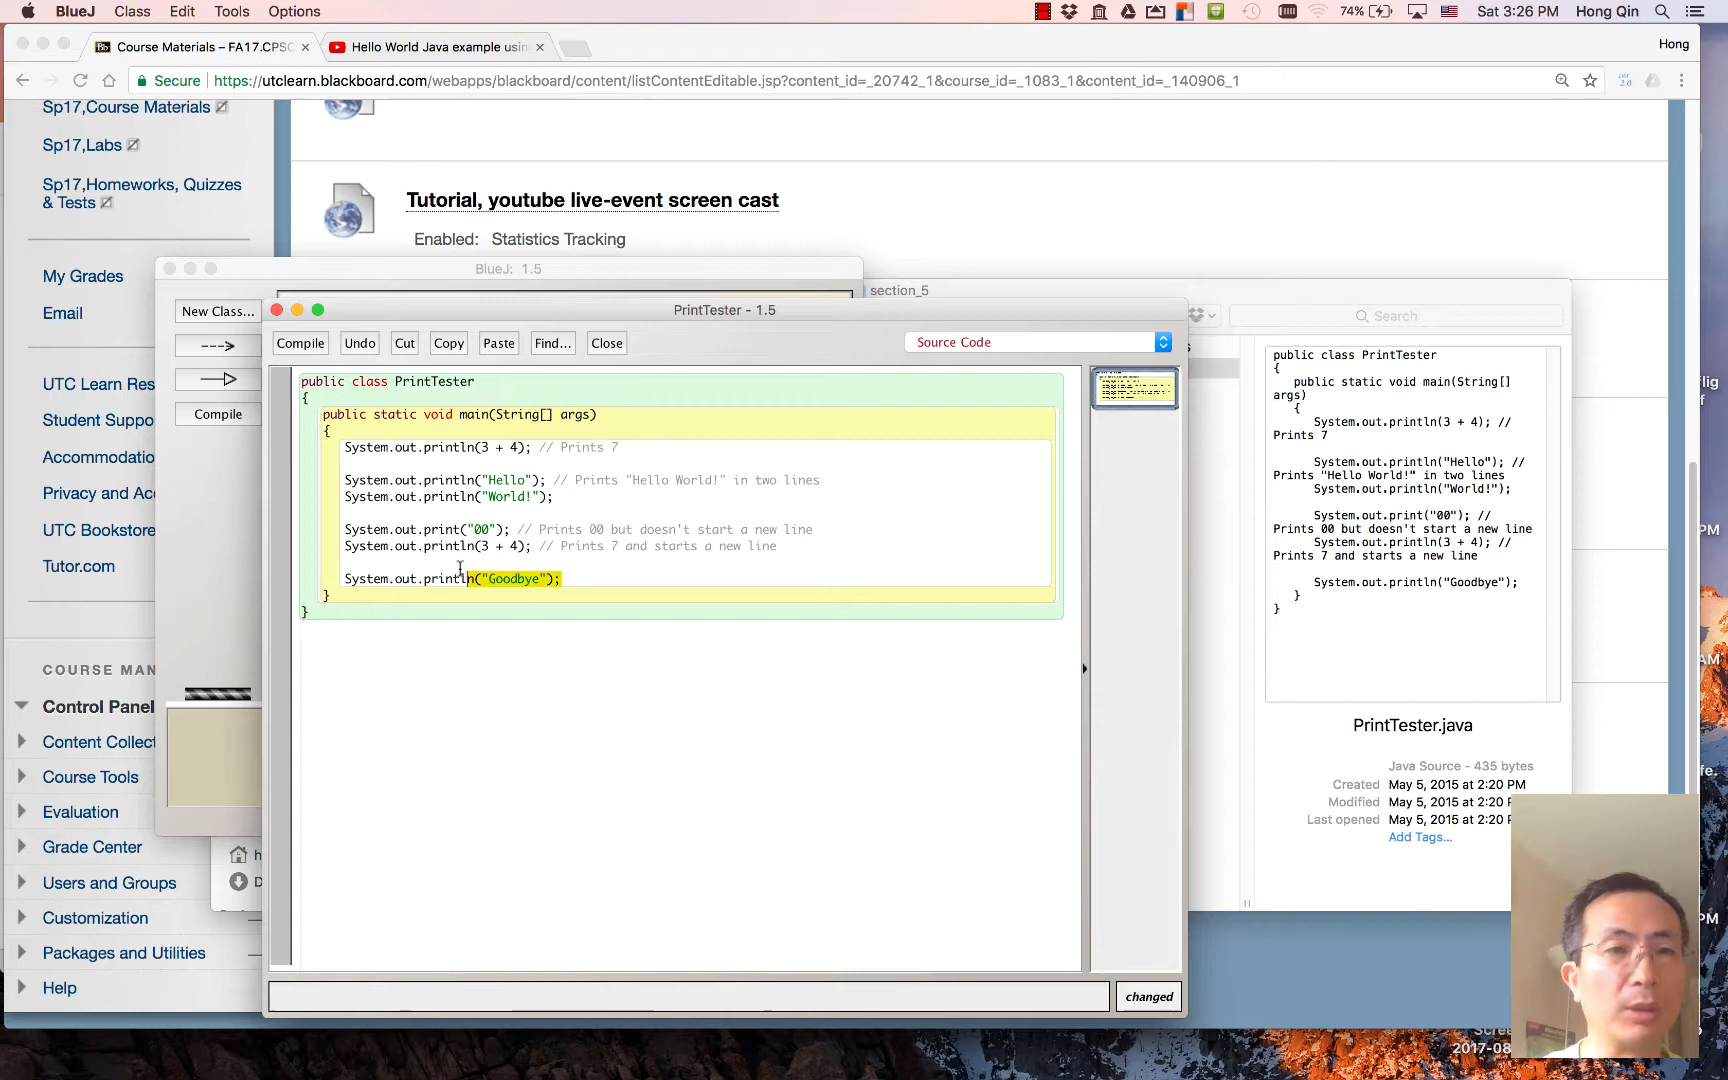 BlueJ Class Edit Tools Options
74% Sat 3:26 PM Hong Qin
Bb Course Materials – FA17.CPSC × Hello World Java example usin × Hong
Secure https://utclearn.blackboard.com/webapps/blackboard/content/listContentEditable.jsp?content_id=_20742_1&course_id=_1083_1&content_id=_140906_1
Sp17,Course Materials
Sp17,Labs
Sp17,Homeworks, Quizzes
& Tests
My Grades
Email
UTC Learn Res
Student Suppo
Accommodatio
Privacy and Ac
UTC Bookstore
Tutor.com
COURSE MAN
Control Panel
Content Collect
Course Tools
Evaluation
Grade Center
Users and Groups
Customization
Packages and Utilities
Help
Tutorial, youtube live-event screen cast
Enabled: Statistics Tracking
BlueJ: 1.5
New Class...
Compile
section_5
Search
PrintTester - 1.5
Compile Undo Cut Copy Paste Find... Close Source Code
public class PrintTester
{
public static void main(String[] args)
{
System.out.println(3 + 4); // Prints 7
System.out.println("Hello"); // Prints "Hello World!" in two lines
System.out.println("World!");
System.out.print("00"); // Prints 00 but doesn't start a new line
System.out.println(3 + 4); // Prints 7 and starts a new line
System.out.println("Goodbye");
}
}
changed
public class PrintTester
{
public static void main(String[]
args)
{
System.out.println(3 + 4); //
Prints 7
System.out.println("Hello"); //
Prints "Hello World!" in two lines
System.out.println("World!");
System.out.print("00"); //
Prints 00 but doesn't start a new line
System.out.println(3 + 4); //
Prints 7 and starts a new line
System.out.println("Goodbye");
}
}
PrintTester.java
Java Source - 435 bytes
Created May 5, 2015 at 2:20 PM
Modified May 5, 2015 at 2:20 P
Last opened May 5, 2015 at 2:20 P
Add Tags...
2017-08